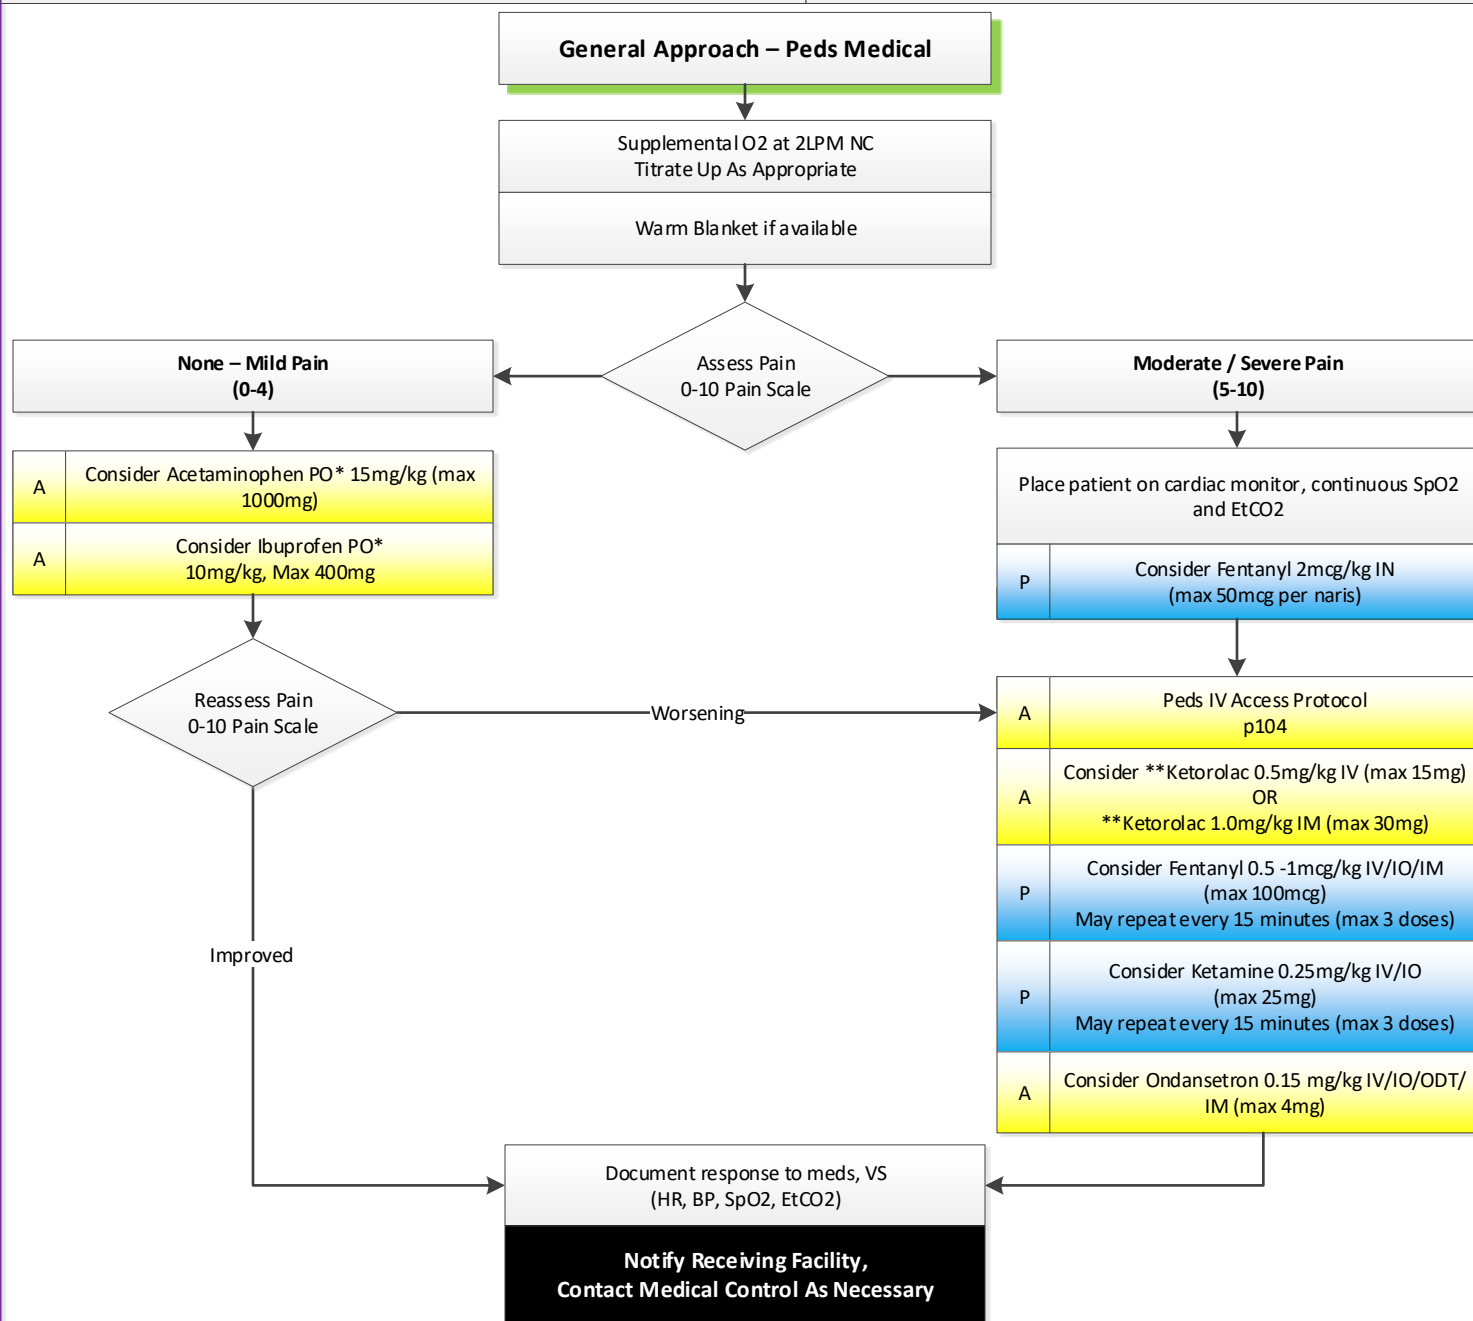 General Approach – Peds Medical
Supplemental O2 at 2LPM NC
Titrate Up As Appropriate
Warm Blanket if available
Assess Pain
0-10 Pain Scale
None – Mild Pain
(0-4)
A
Consider Acetaminophen PO* 15mg/kg (max
1000mg)
A
Consider Ibuprofen PO*
10mg/kg, Max 400mg
Reassess Pain
0-10 Pain Scale
Worsening
Improved
Moderate / Severe Pain
(5-10)
Place patient on cardiac monitor, continuous SpO2
and EtCO2
P
Consider Fentanyl 2mcg/kg IN
(max 50mcg per naris)
A
Peds IV Access Protocol
p104
A
Consider **Ketorolac 0.5mg/kg IV (max 15mg)
OR
**Ketorolac 1.0mg/kg IM (max 30mg)
P
Consider Fentanyl 0.5 -1mcg/kg IV/IO/IM
(max 100mcg)
May repeat every 15 minutes (max 3 doses)
P
Consider Ketamine 0.25mg/kg IV/IO
(max 25mg)
May repeat every 15 minutes (max 3 doses)
A
Consider Ondansetron 0.15 mg/kg IV/IO/ODT/
IM (max 4mg)
Document response to meds, VS
(HR, BP, SpO2, EtCO2)
Notify Receiving Facility,
Contact Medical Control As Necessary